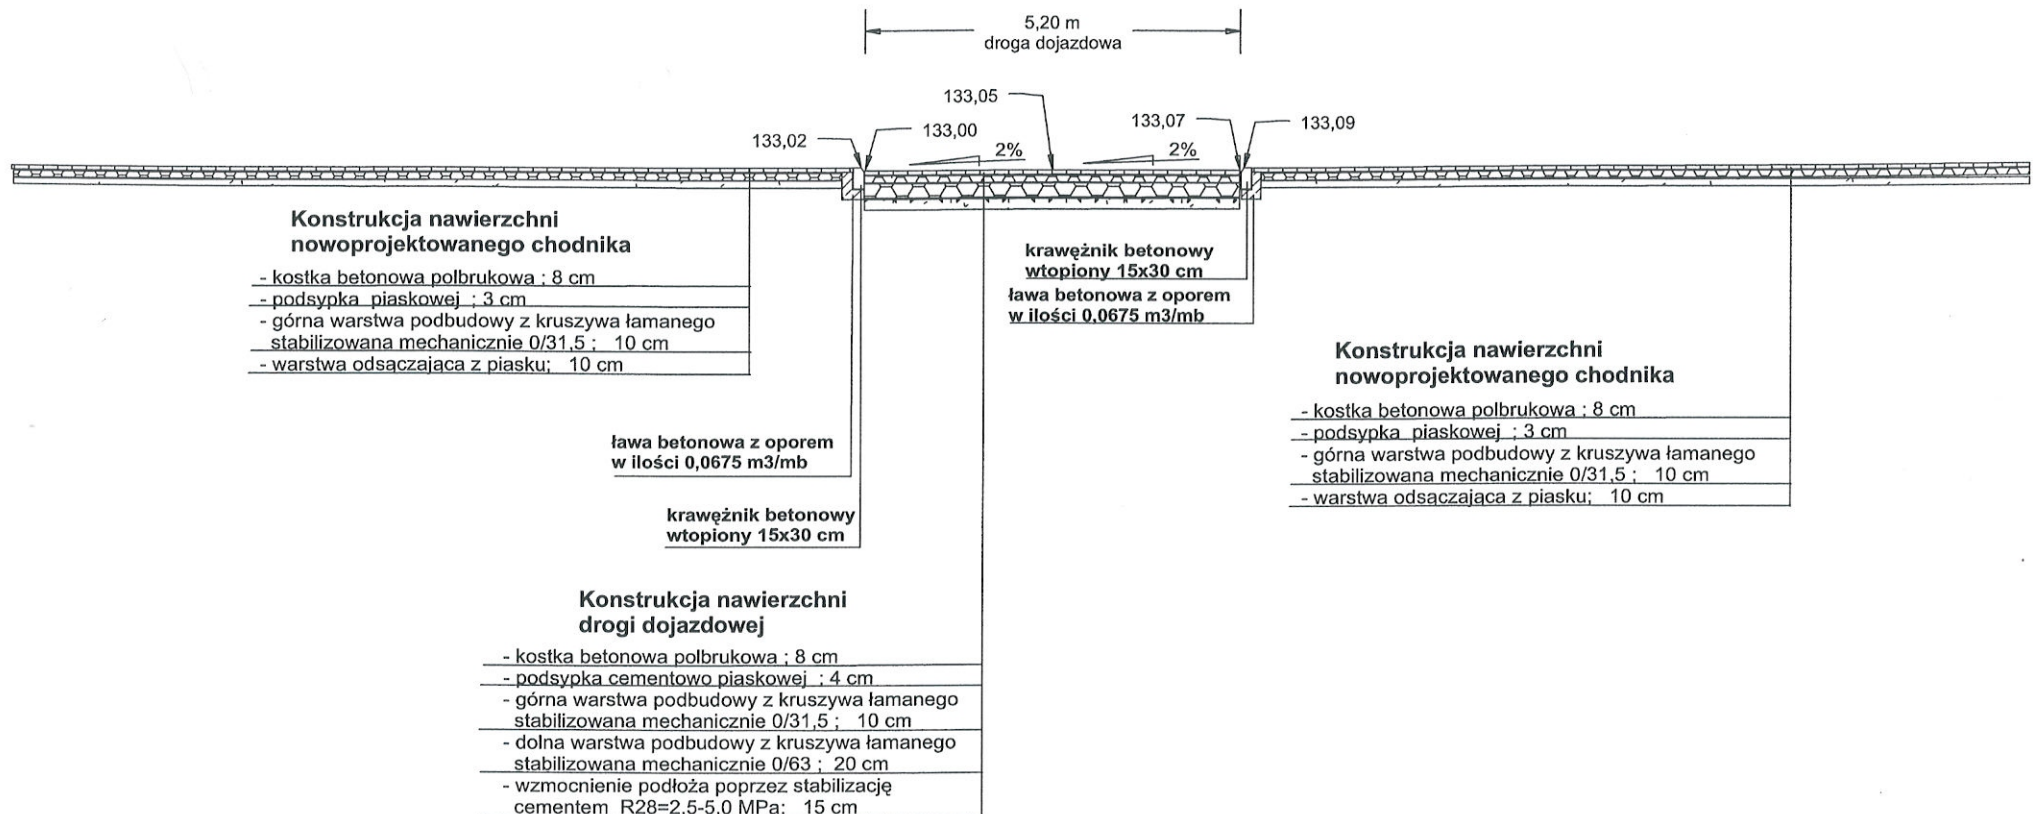 5,20 m
droga dojazdowa
133,05
133,02
133,00
133,07
133,09
2%
2%
Konstrukcja nawierzchni
nowoprojektowanego chodnika
- kostka betonowa polbrukowa ; 8 cm
- podsypka piaskowej ; 3 cm
- górna warstwa podbudowy z kruszywa łamanego
stabilizowana mechanicznie 0/31,5 ; 10 cm
- warstwa odsączająca z piasku; 10 cm
krawężnik betonowy
wtopiony 15x30 cm
ława betonowa z oporem
w ilości 0,0675 m3/mb
Konstrukcja nawierzchni
nowoprojektowanego chodnika
- kostka betonowa polbrukowa ; 8 cm
- podsypka piaskowej ; 3 cm
- górna warstwa podbudowy z kruszywa łamanego
stabilizowana mechanicznie 0/31,5 ; 10 cm
- warstwa odsączająca z piasku; 10 cm
ława betonowa z oporem
w ilości 0,0675 m3/mb
krawężnik betonowy
wtopiony 15x30 cm
Konstrukcja nawierzchni
drogi dojazdowej
- kostka betonowa polbrukowa ; 8 cm
- podsypka cementowo piaskowej ; 4 cm
- górna warstwa podbudowy z kruszywa łamanego
stabilizowana mechanicznie 0/31,5 ; 10 cm
- dolna warstwa podbudowy z kruszywa łamanego
stabilizowana mechanicznie 0/63 ; 20 cm
- wzmocnienie podłoża poprzez stabilizację
cementem R28=2,5-5,0 MPa; 15 cm